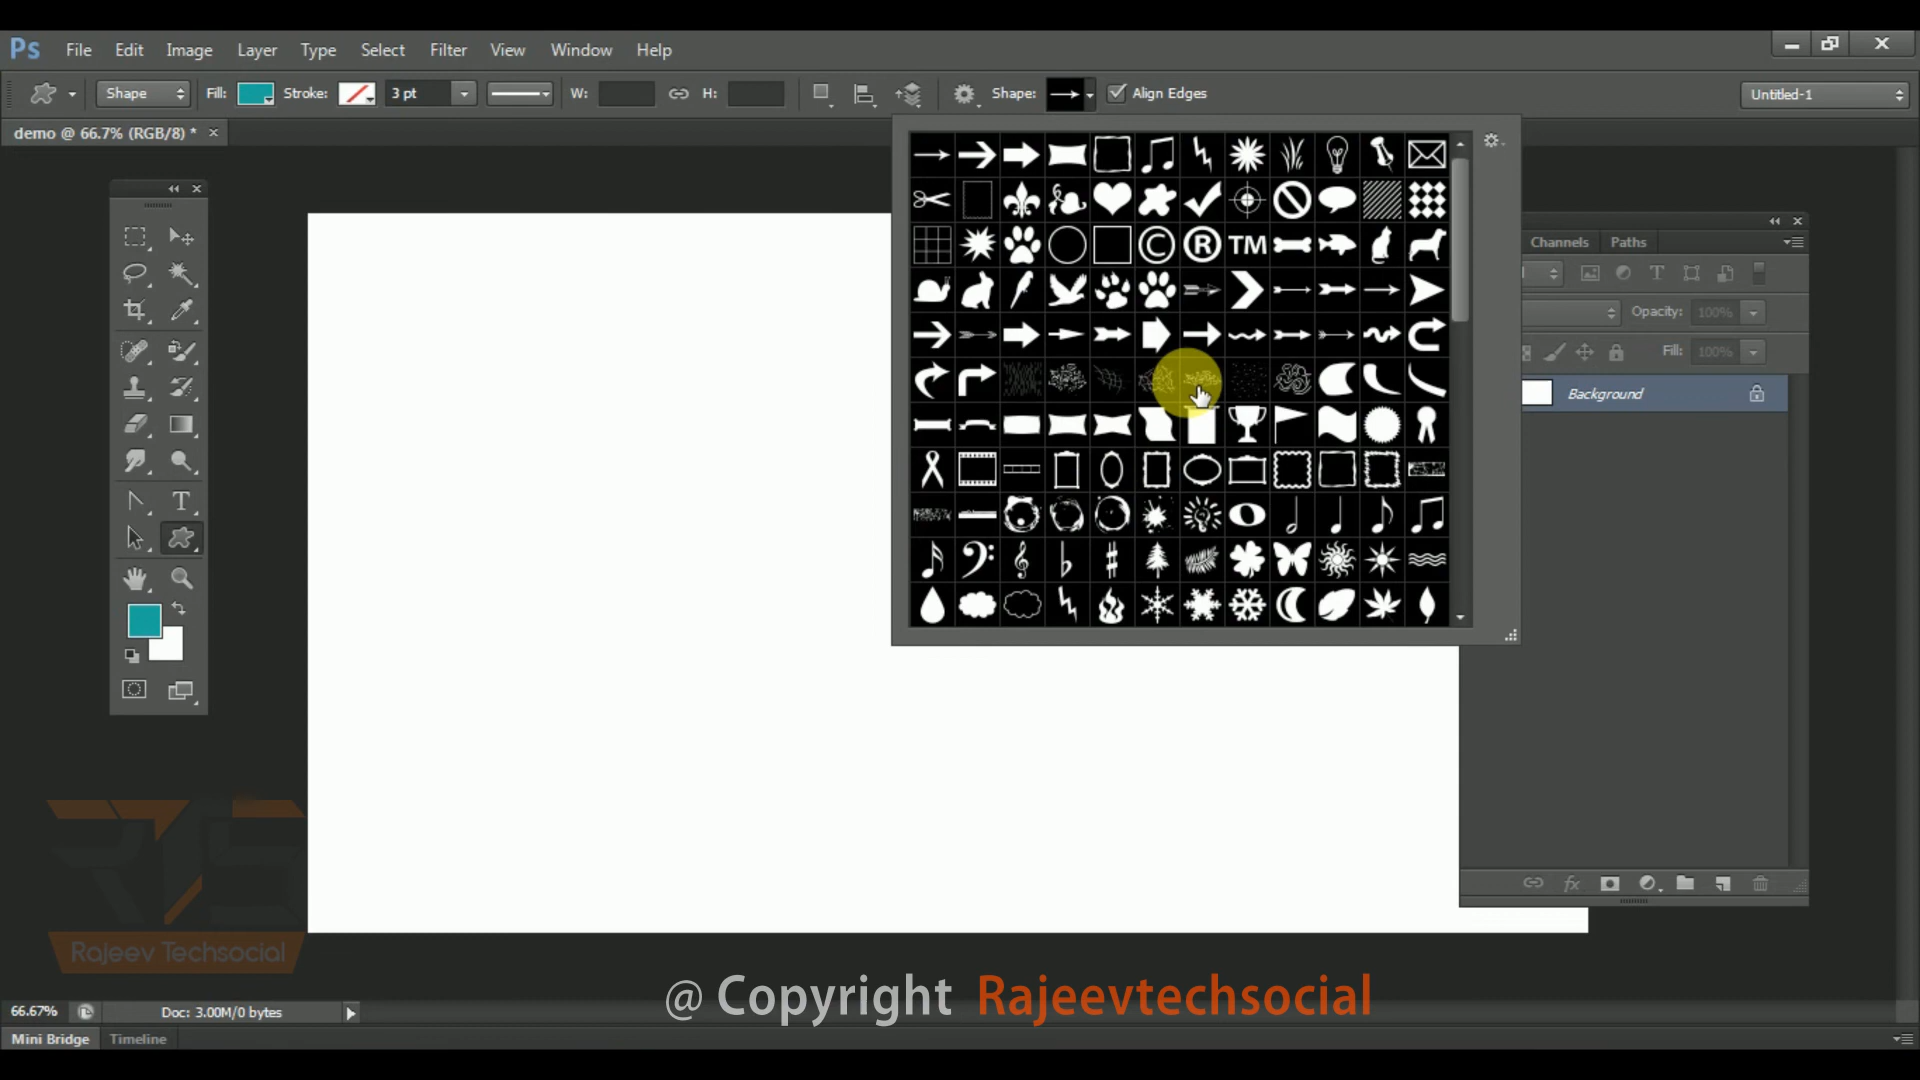 Ps File Edit Image Layer Type Select Filter View Window Help
Shape Fill: Stroke: 3 pt W: H: Shape: Align Edges Untitled-1
demo @ 66.7% (RGB/8) * ×
TM
Channels Paths
Opacity: 100%
Fill: 100%
Background
RTS
Rajeev Techsocial
@ Copyright Rajeevtechsocial
66.67% Doc: 3.00M/0 bytes
Mini Bridge Timeline